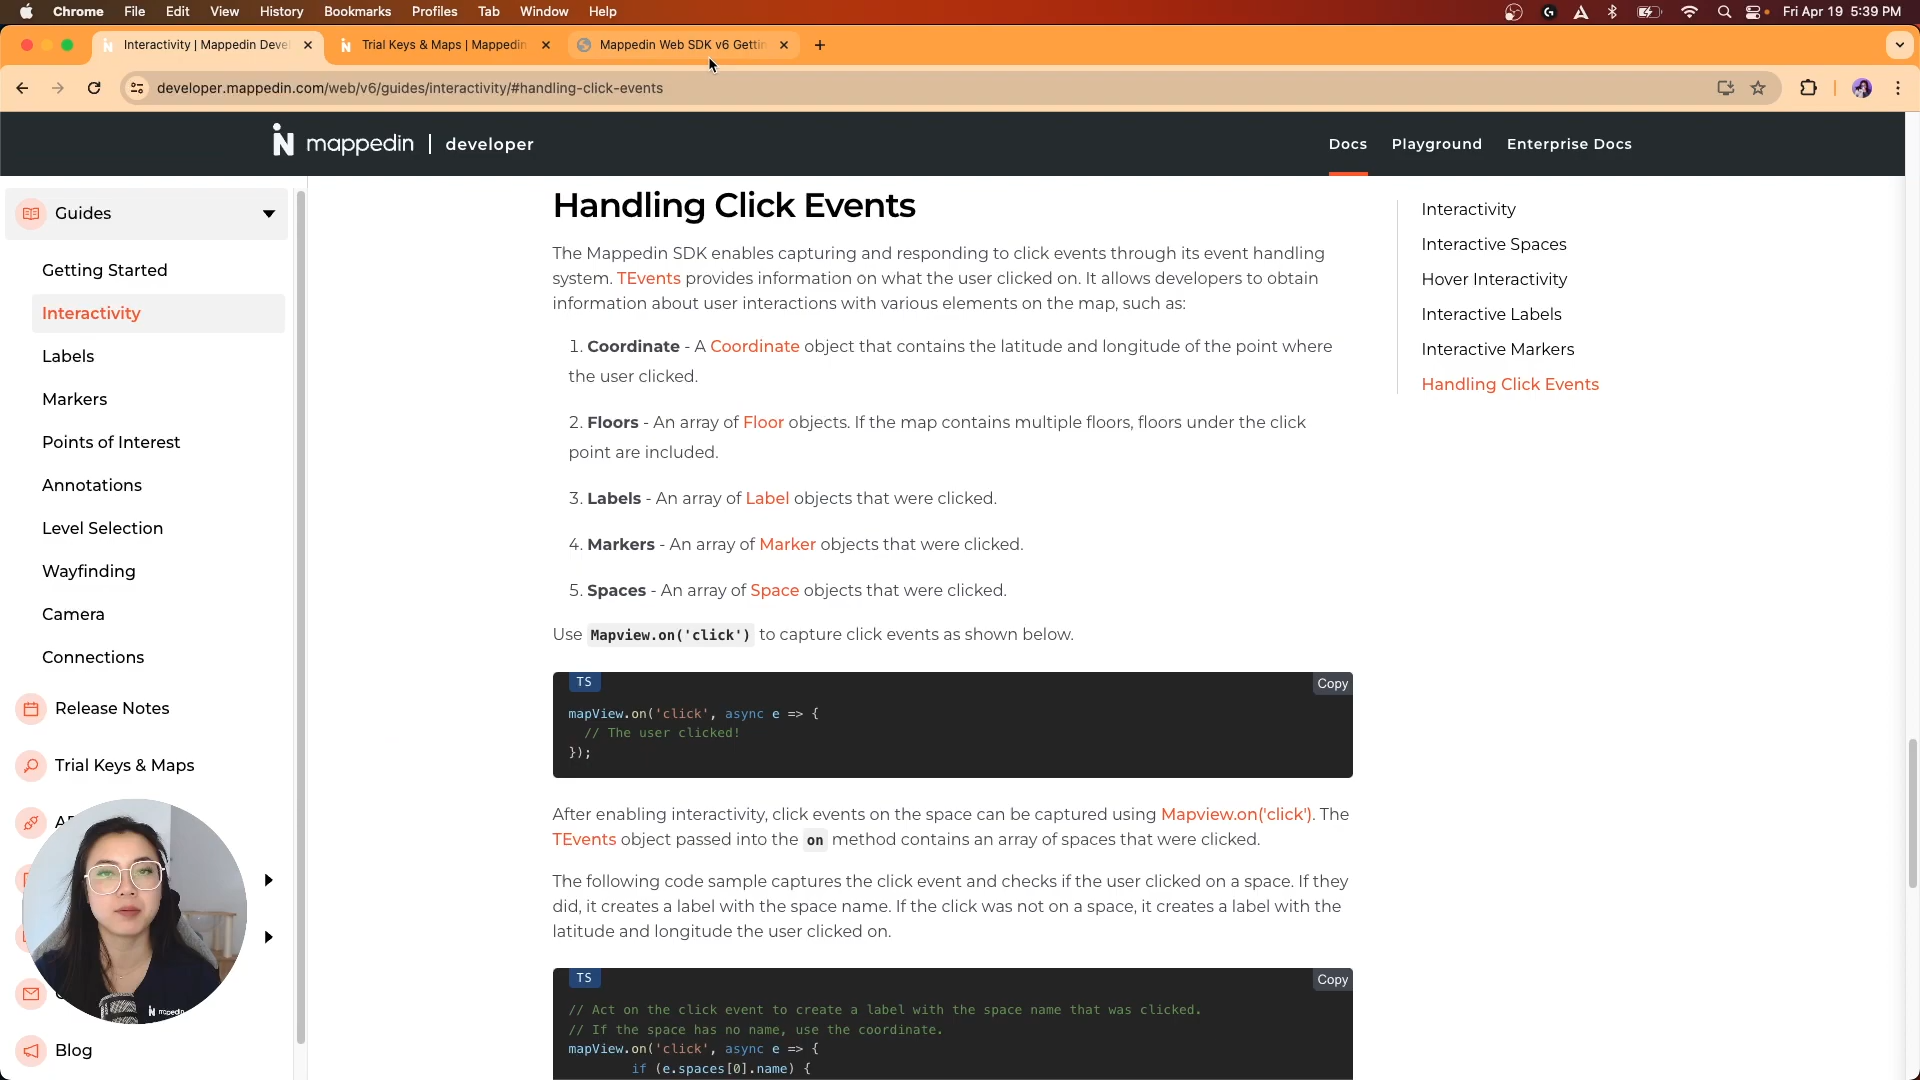 Chrome File Edit View History Bookmarks Profiles Tab Window Help Fri Apr 19 5:39 PM
Interactivity | Mappedin Deve
Trial Keys & Maps | Mappedin
Mappedin Web SDK v6 Getti
developer.mappedin.com/web/v6/guides/interactivity/#handling-click-events
mappedin | developer
Docs Playground Enterprise Docs
Guides
Getting Started
Interactivity
Labels
Markers
Points of Interest
Annotations
Level Selection
Wayfinding
Camera
Connections
Release Notes
Trial Keys & Maps
Blog
mappedin
Handling Click Events
The Mappedin SDK enables capturing and responding to click events through its event handling
system. TEvents provides information on what the user clicked on. It allows developers to obtain
information about user interactions with various elements on the map, such as:
1. Coordinate - A Coordinate object that contains the latitude and longitude of the point where
the user clicked.
2. Floors - An array of Floor objects. If the map contains multiple floors, floors under the click
point are included.
3. Labels - An array of Label objects that were clicked.
4. Markers - An array of Marker objects that were clicked.
5. Spaces - An array of Space objects that were clicked.
Use Mapview.on('click') to capture click events as shown below.
TS
Copy
mapView.on('click', async e => {
// The user clicked!
});
After enabling interactivity, click events on the space can be captured using Mapview.on('click'). The
TEvents object passed into the on method contains an array of spaces that were clicked.
The following code sample captures the click event and checks if the user clicked on a space. If they
did, it creates a label with the space name. If the click was not on a space, it creates a label with the
latitude and longitude the user clicked on.
TS
Copy
// Act on the click event to create a label with the space name that was clicked.
// If the space has no name, use the coordinate.
mapView.on('click', async e => {
if (e.spaces[0].name) {
Interactivity
Interactive Spaces
Hover Interactivity
Interactive Labels
Interactive Markers
Handling Click Events